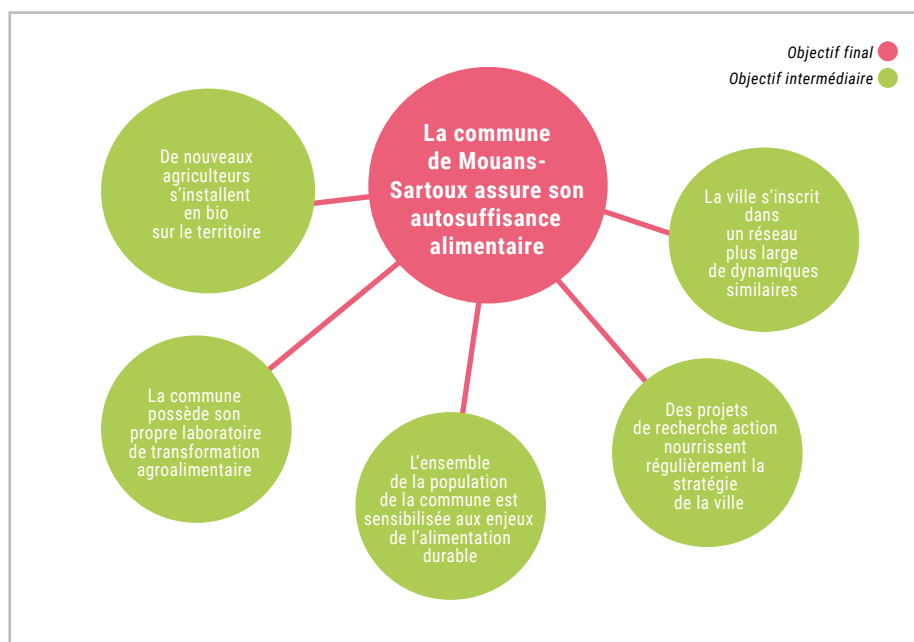 Objectif final
Objectif intermédiaire
La commune
de Mouans-
Sartoux assure son
autosuffisance
alimentaire
De nouveaux
agriculteurs
s’installent
en bio
sur le territoire
La ville s’inscrit
dans
un réseau
plus large
de dynamiques
similaires
La commune
possède son
propre laboratoire
de transformation
agroalimentaire
L’ensemble
de la population
de la commune est
sensibilisée aux enjeux
de l’alimentation
durable
Des projets
de recherche action
nourrissent
régulièrement la
stratégie
de la ville